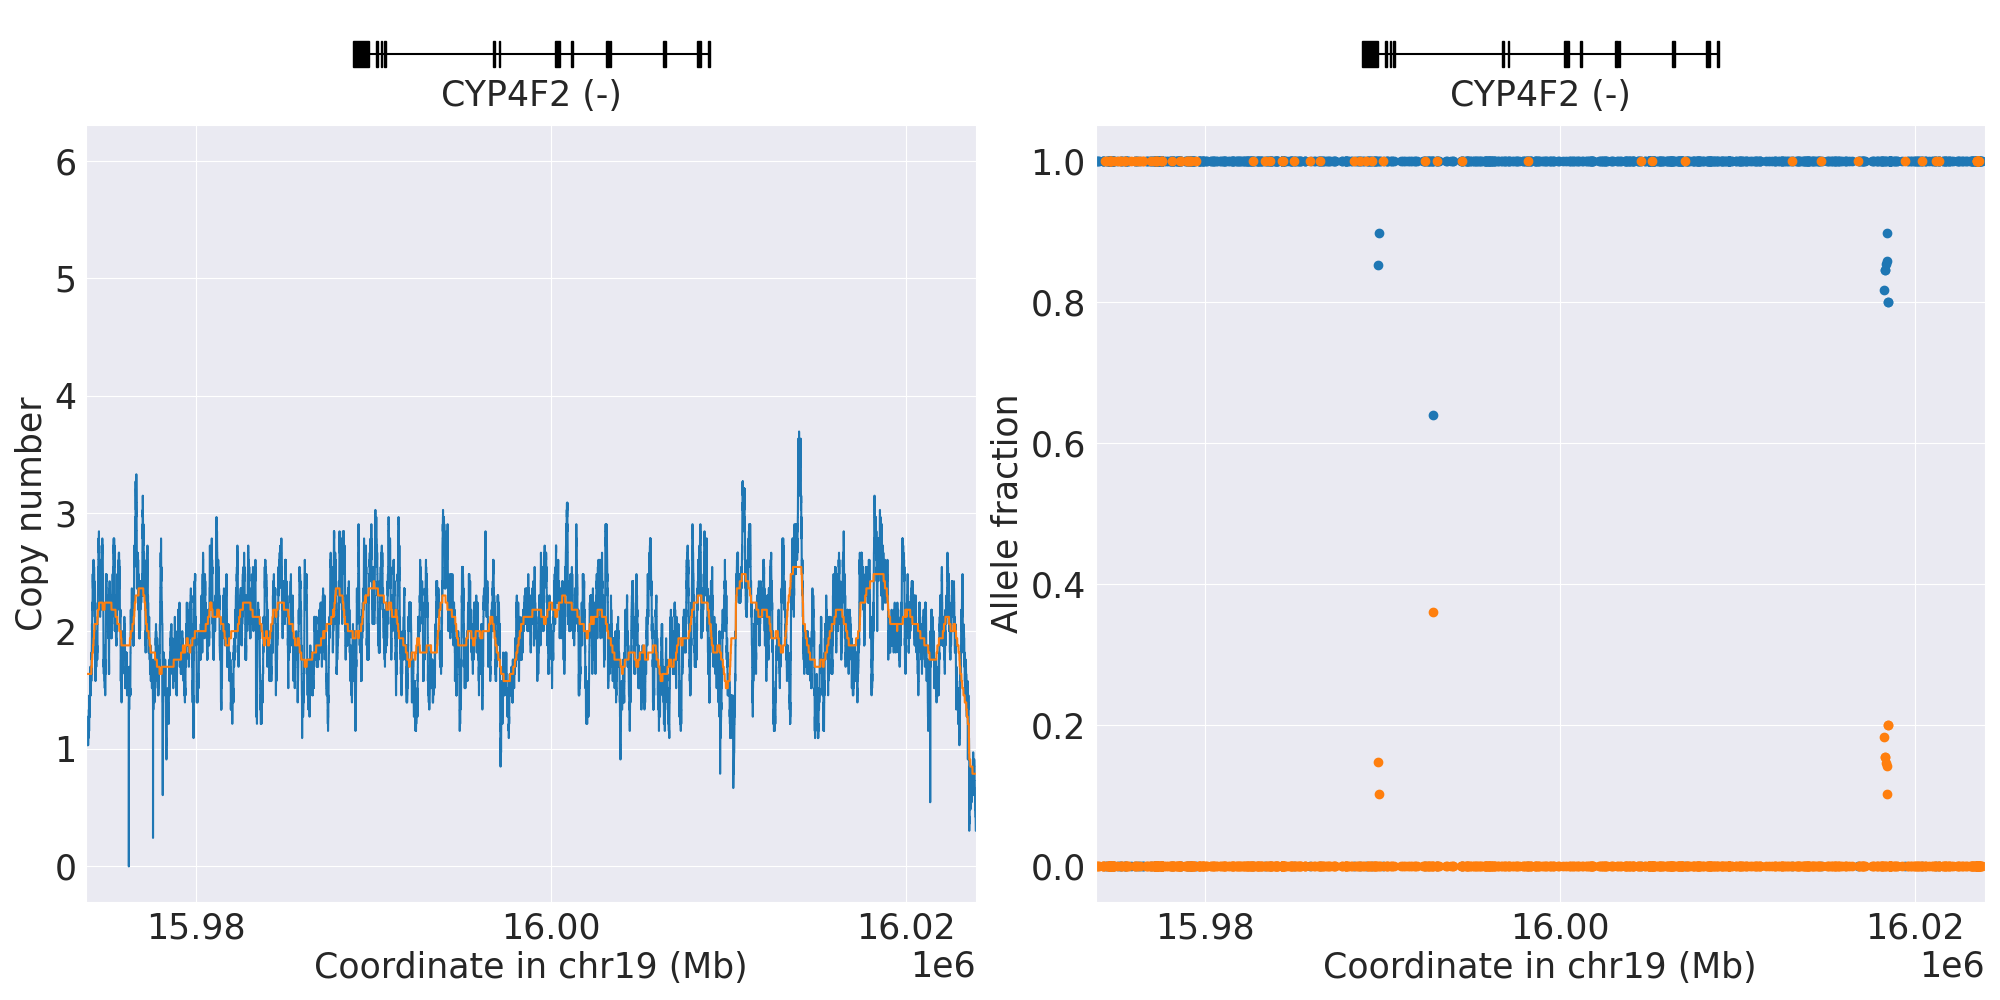 CYP4F2 (-)
6
5
4
3
2
1
0
Copy number
15.98
16.00
16.02
Coordinate in chr19 (Mb)
1e6
CYP4F2 (-)
1.0
0.8
0.6
0.4
0.2
0.0
Allele fraction
15.98
16.00
16.02
Coordinate in chr19 (Mb)
1e6